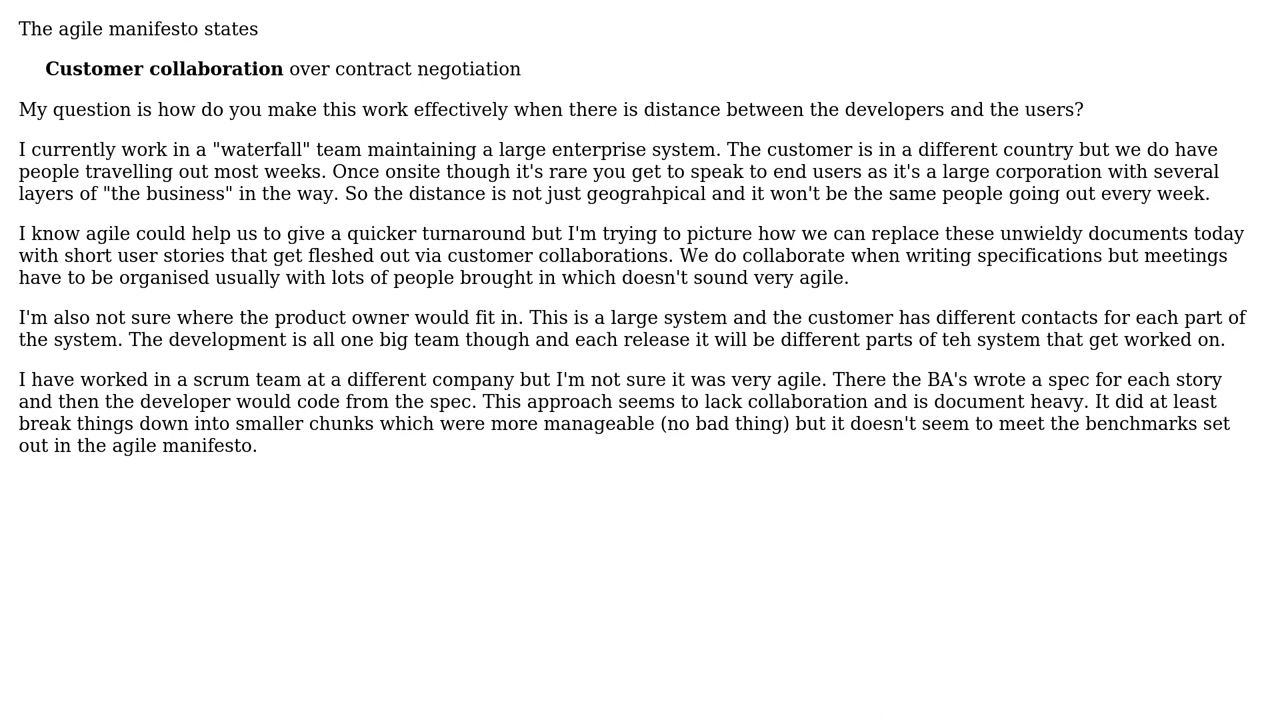 The agile manifesto states
Customer collaboration over contract negotiation
My question is how do you make this work effectively when there is distance between the developers and the users?
I currently work in a "waterfall" team maintaining a large enterprise system. The customer is in a different country but we do have
people travelling out most weeks. Once onsite though it's rare you get to speak to end users as it's a large corporation with several
layers of "the business" in the way. So the distance is not just geograhpical and it won't be the same people going out every week.
I know agile could help us to give a quicker turnaround but I'm trying to picture how we can replace these unwieldy documents today
with short user stories that get fleshed out via customer collaborations. We do collaborate when writing specifications but meetings
have to be organised usually with lots of people brought in which doesn't sound very agile.
I'm also not sure where the product owner would fit in. This is a large system and the customer has different contacts for each part of
the system. The development is all one big team though and each release it will be different parts of teh system that get worked on.
I have worked in a scrum team at a different company but I'm not sure it was very agile. There the BA's wrote a spec for each story
and then the developer would code from the spec. This approach seems to lack collaboration and is document heavy. It did at least
break things down into smaller chunks which were more manageable (no bad thing) but it doesn't seem to meet the benchmarks set
out in the agile manifesto.